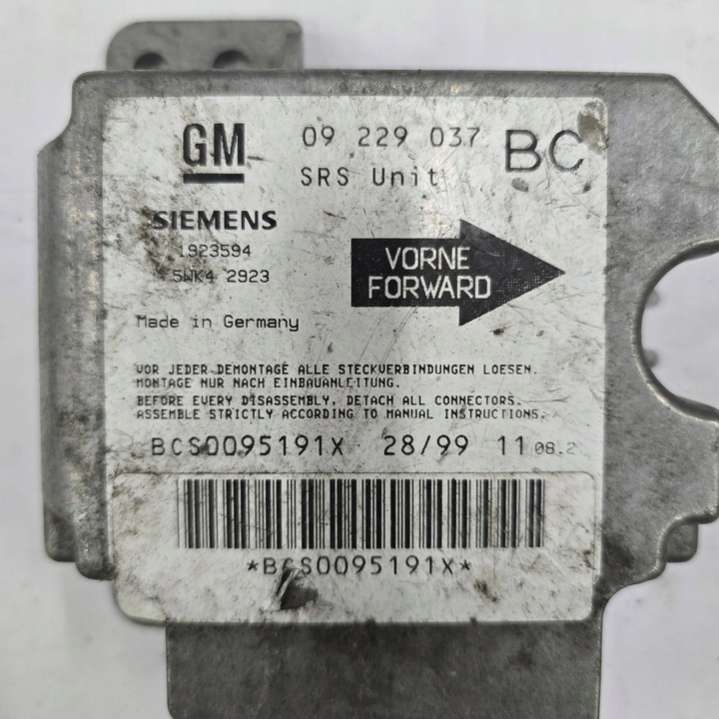 GM 09 229 037 BC
SRS Unit
SIEMENS
1923594
5WK4 2923
VORNE
FORWARD
Made in Germany
VOR JEDER DEMONTAGE ALLE STECKVERBINDUNGEN LOESEN.
MONTAGE NUR NACH EINBAUANLEITUNG.
BEFORE EVERY DISASSEMBLY, DETACH ALL CONNECTORS.
ASSEMBLE STRICTLY ACCORDING TO MANUAL INSTRUCTIONS.
BCS0095191X 28/99 11 08.2
*BCS0095191X*